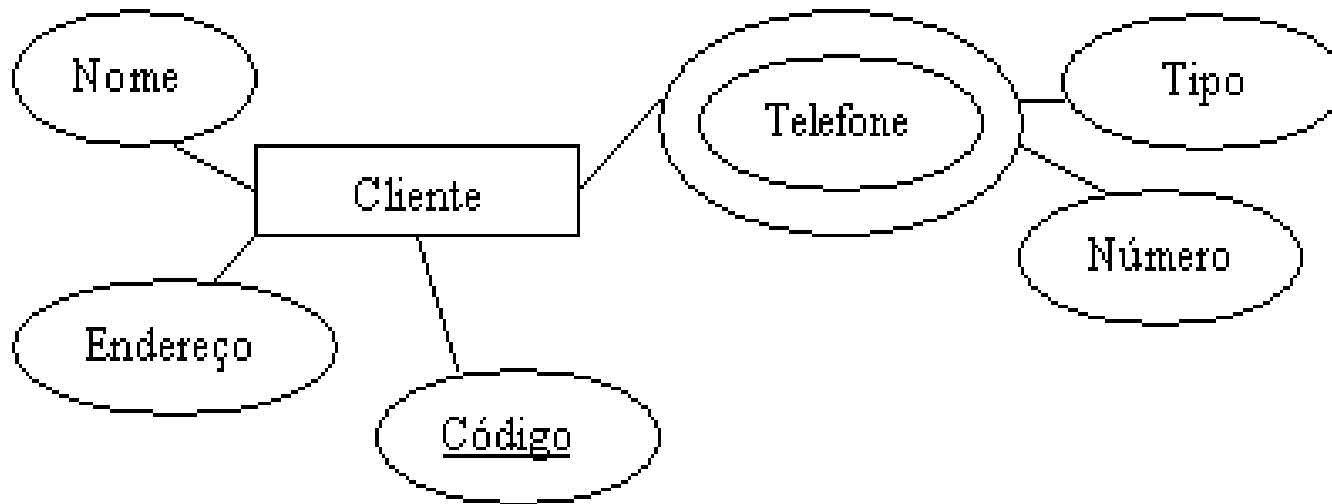 Nome
Telefone
Tipo
Cliente
Número
Endereço
Código